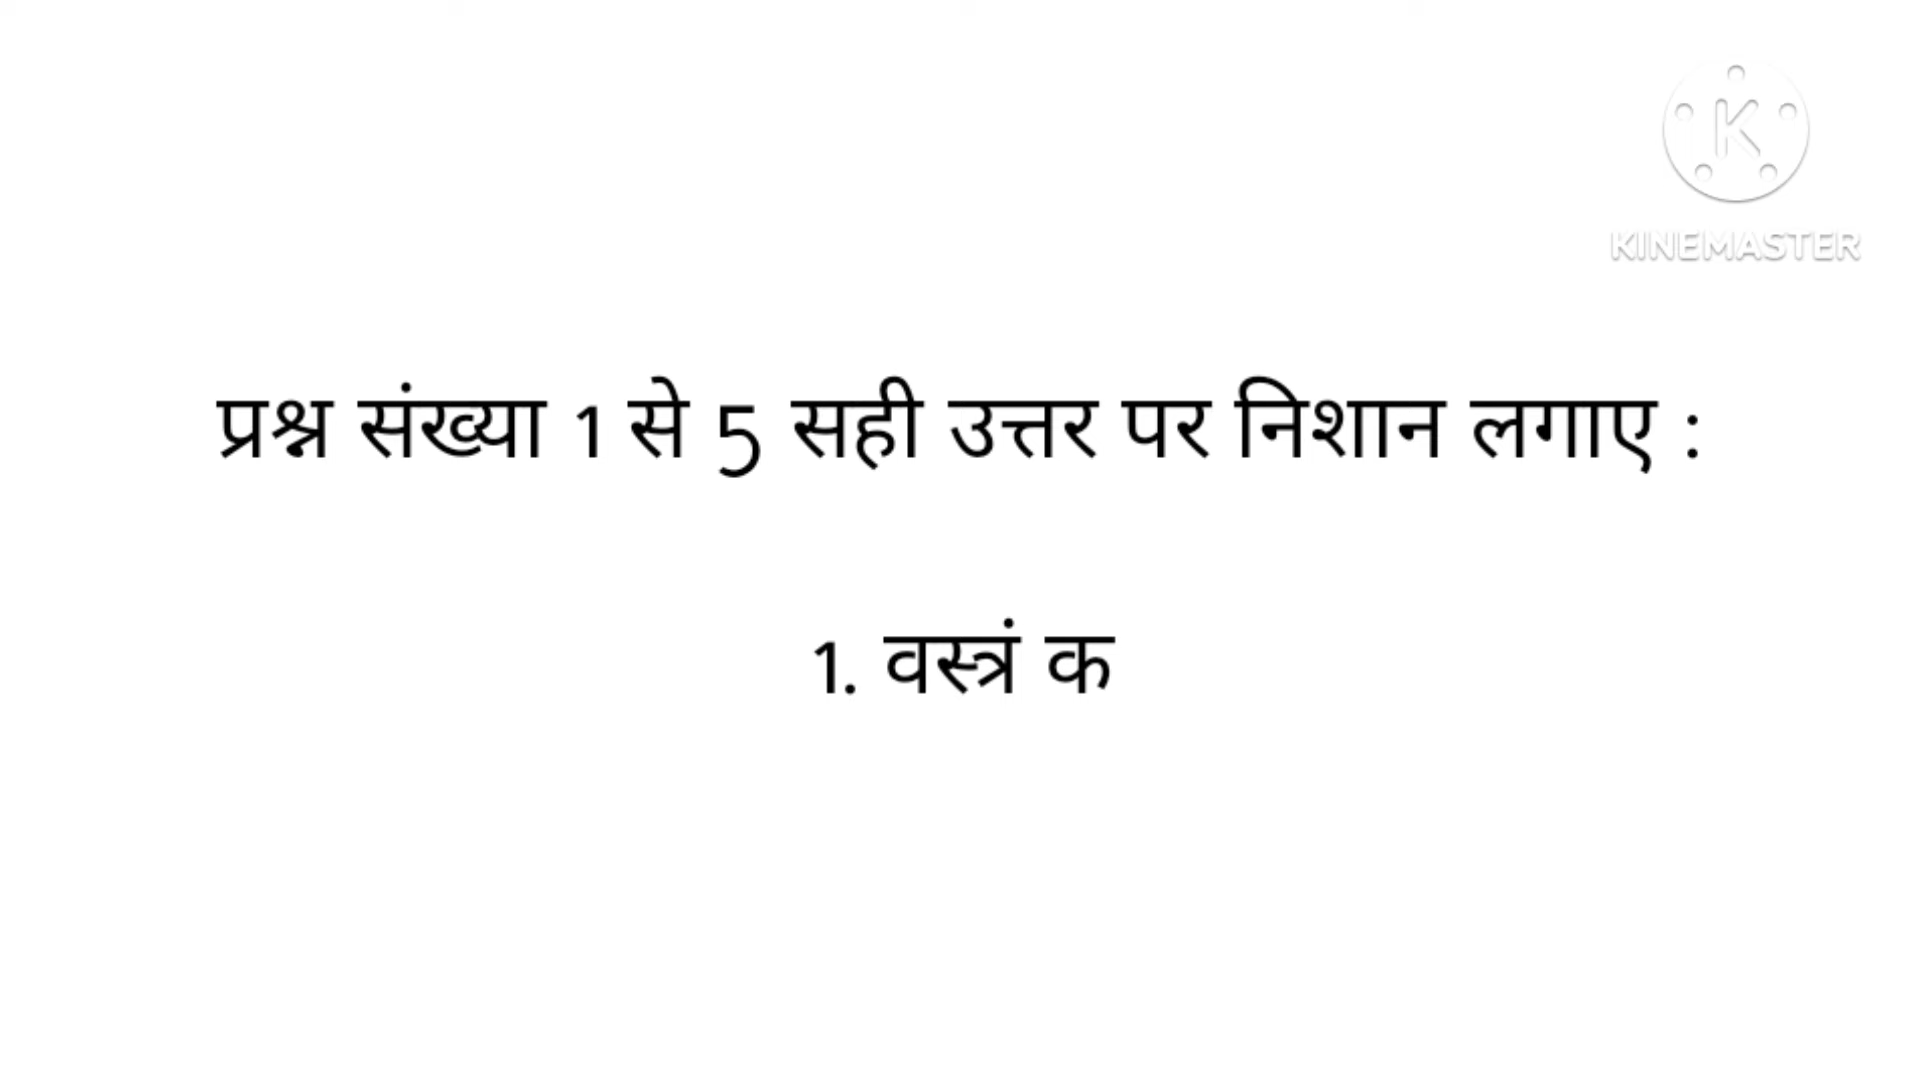 K
KINEMASTER
प्रश्न संख्या 1 से 5 सही उत्तर पर निशान लगाए :
1. वस्त्रं क